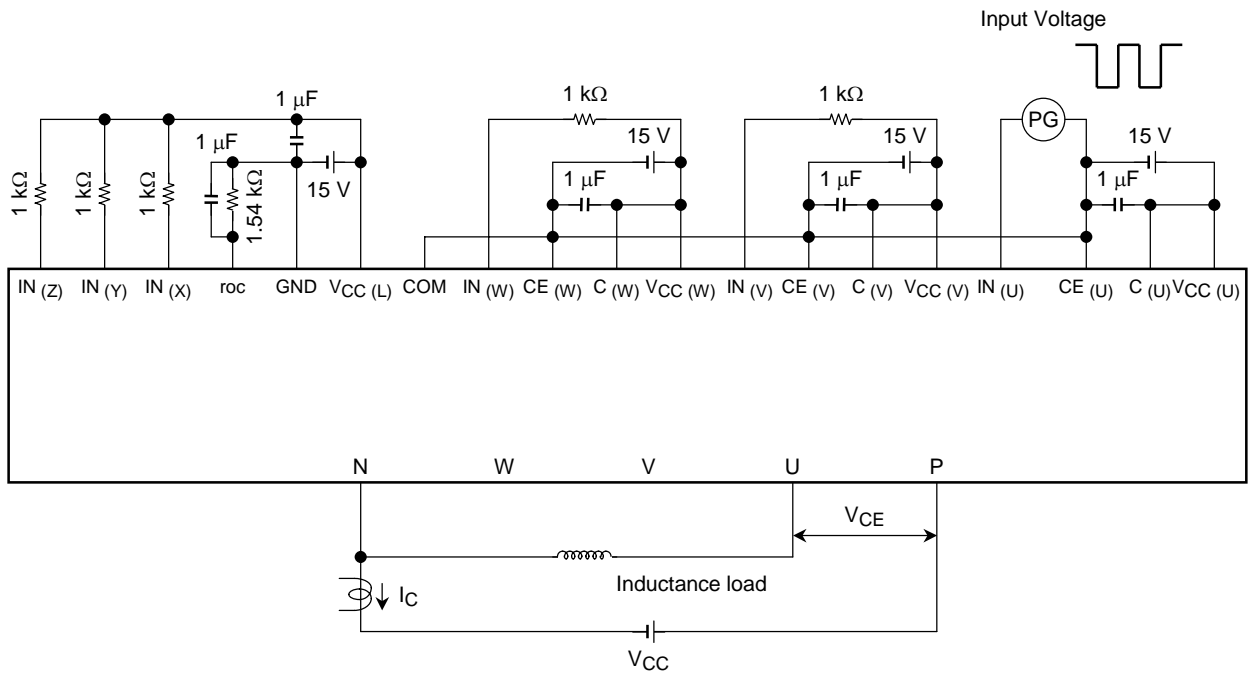 Input Voltage
PG
1 kΩ
1 kΩ
1 kΩ
1 μF
1.54 kΩ
1 μF
15 V
1 kΩ
15 V
1 μF
1 kΩ
15 V
1 μF
15 V
1 μF
IN (Z) IN (Y) IN (X) roc GND VCC (L) COM IN (W) CE (W) C (W) VCC (W) IN (V) CE (V) C (V) VCC (V) IN (U) CE (U) C (U) VCC (U)
N W V U P
VCE
Inductance load
IC
VCC